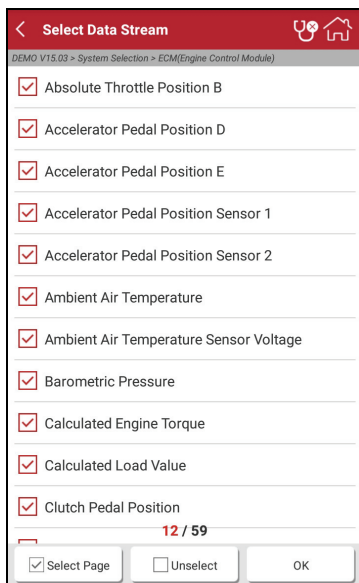 Select Data Stream
DEMO V15.03 > System Selection > ECM(Engine Control Module)
Absolute Throttle Position B
Accelerator Pedal Position D
Accelerator Pedal Position E
Accelerator Pedal Position Sensor 1
Accelerator Pedal Position Sensor 2
Ambient Air Temperature
Ambient Air Temperature Sensor Voltage
Barometric Pressure
Calculated Engine Torque
Calculated Load Value
Clutch Pedal Position
12 / 59
Select Page Unselect OK